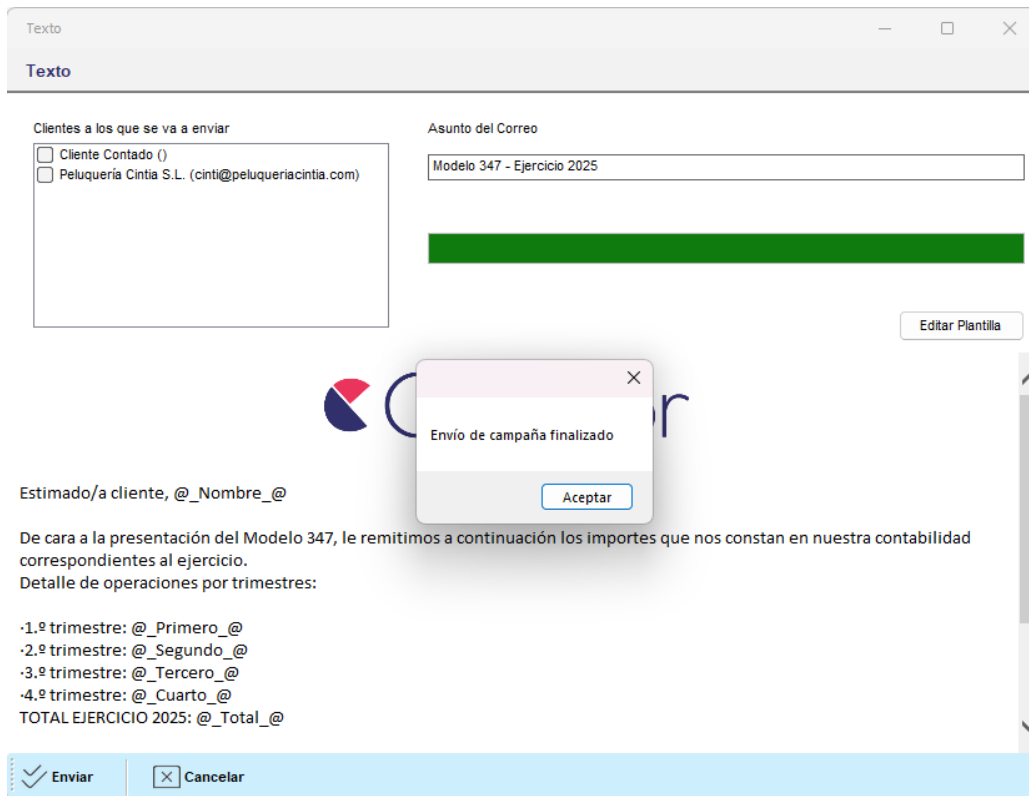 Texto
Texto
Clientes a los que se va a enviar
Asunto del Correo
Cliente Contado ()
Peluquería Cintia S.L. (cinti@peluqueriacintia.com)
Modelo 347 - Ejercicio 2025
Editar Plantilla
Envío de campaña finalizado
Aceptar
Estimado/a cliente, @_Nombre_@
De cara a la presentación del Modelo 347, le remitimos a continuación los importes que nos constan en nuestra contabilidad
correspondientes al ejercicio.
Detalle de operaciones por trimestres:
·1.º trimestre: @_Primero_@
·2.º trimestre: @_Segundo_@
·3.º trimestre: @_Tercero_@
·4.º trimestre: @_Cuarto_@
TOTAL EJERCICIO 2025: @_Total_@
Enviar
Cancelar